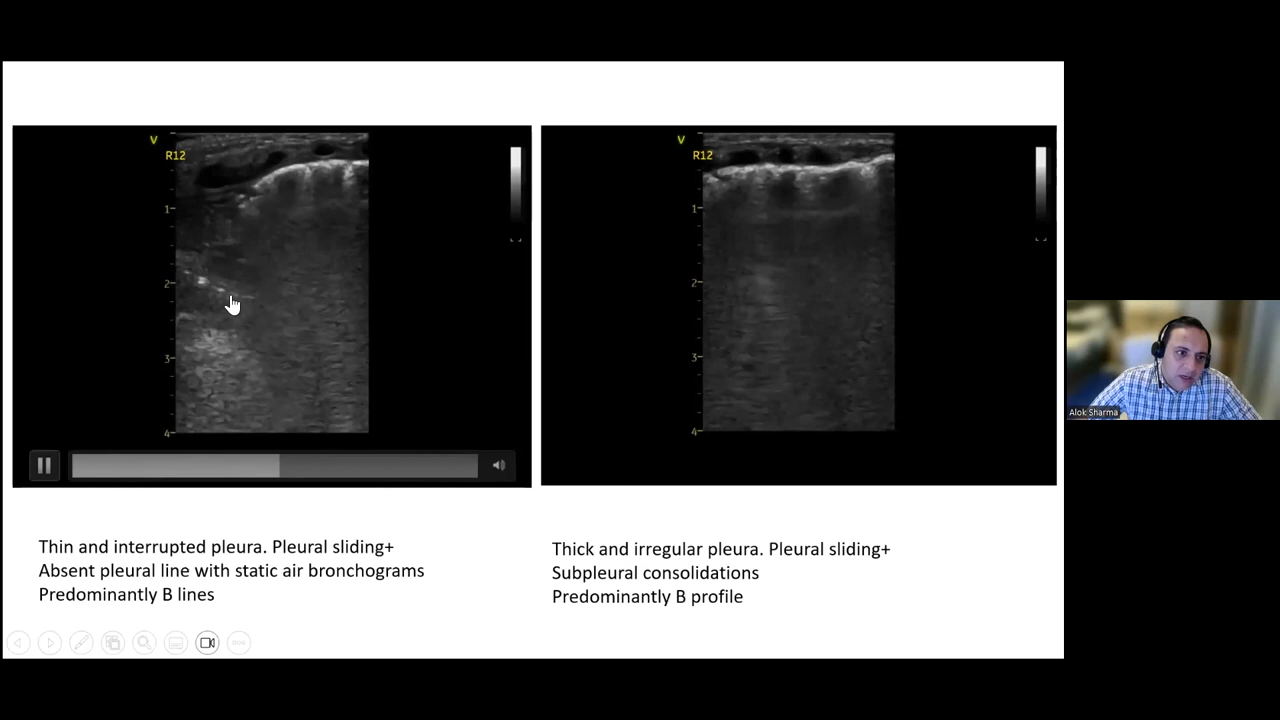 V
R12
1
2
3
4
V
R12
1
2
3
4
Alok Sharma
Thin and interrupted pleura. Pleural sliding+
Absent pleural line with static air bronchograms
Predominantly B lines
Thick and irregular pleura. Pleural sliding+
Subpleural consolidations
Predominantly B profile